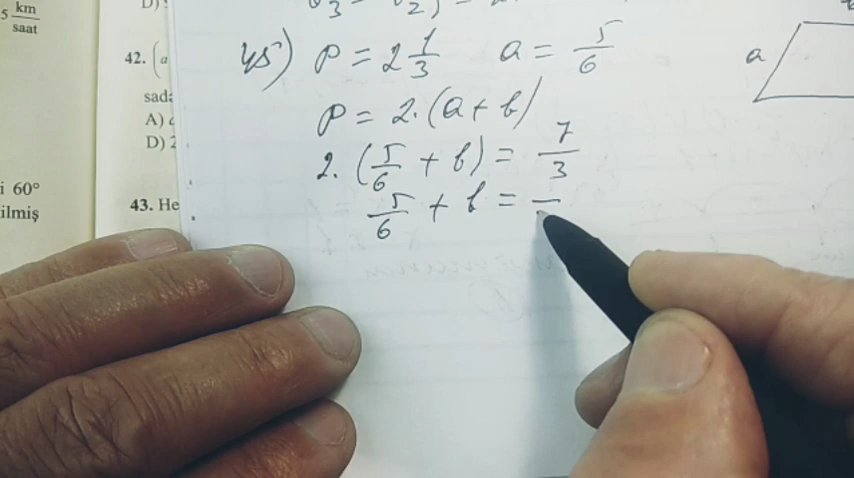 5 km/saat
42.
A)
D) 2
i 60°
ilmiş
43. He
45) P = 2 1/3   a = 5/6
P = 2·(a + b)
2·(5/6 + b) = 7/3
5/6 + b =
a